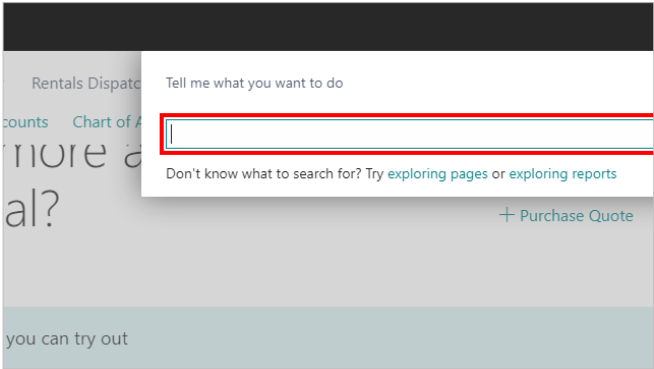 Tell me what you want to do
Rentals Dispatc
counts Chart of A
more a
Don't know what to search for? Try exploring pages or exploring reports
al?
+ Purchase Quote
you can try out